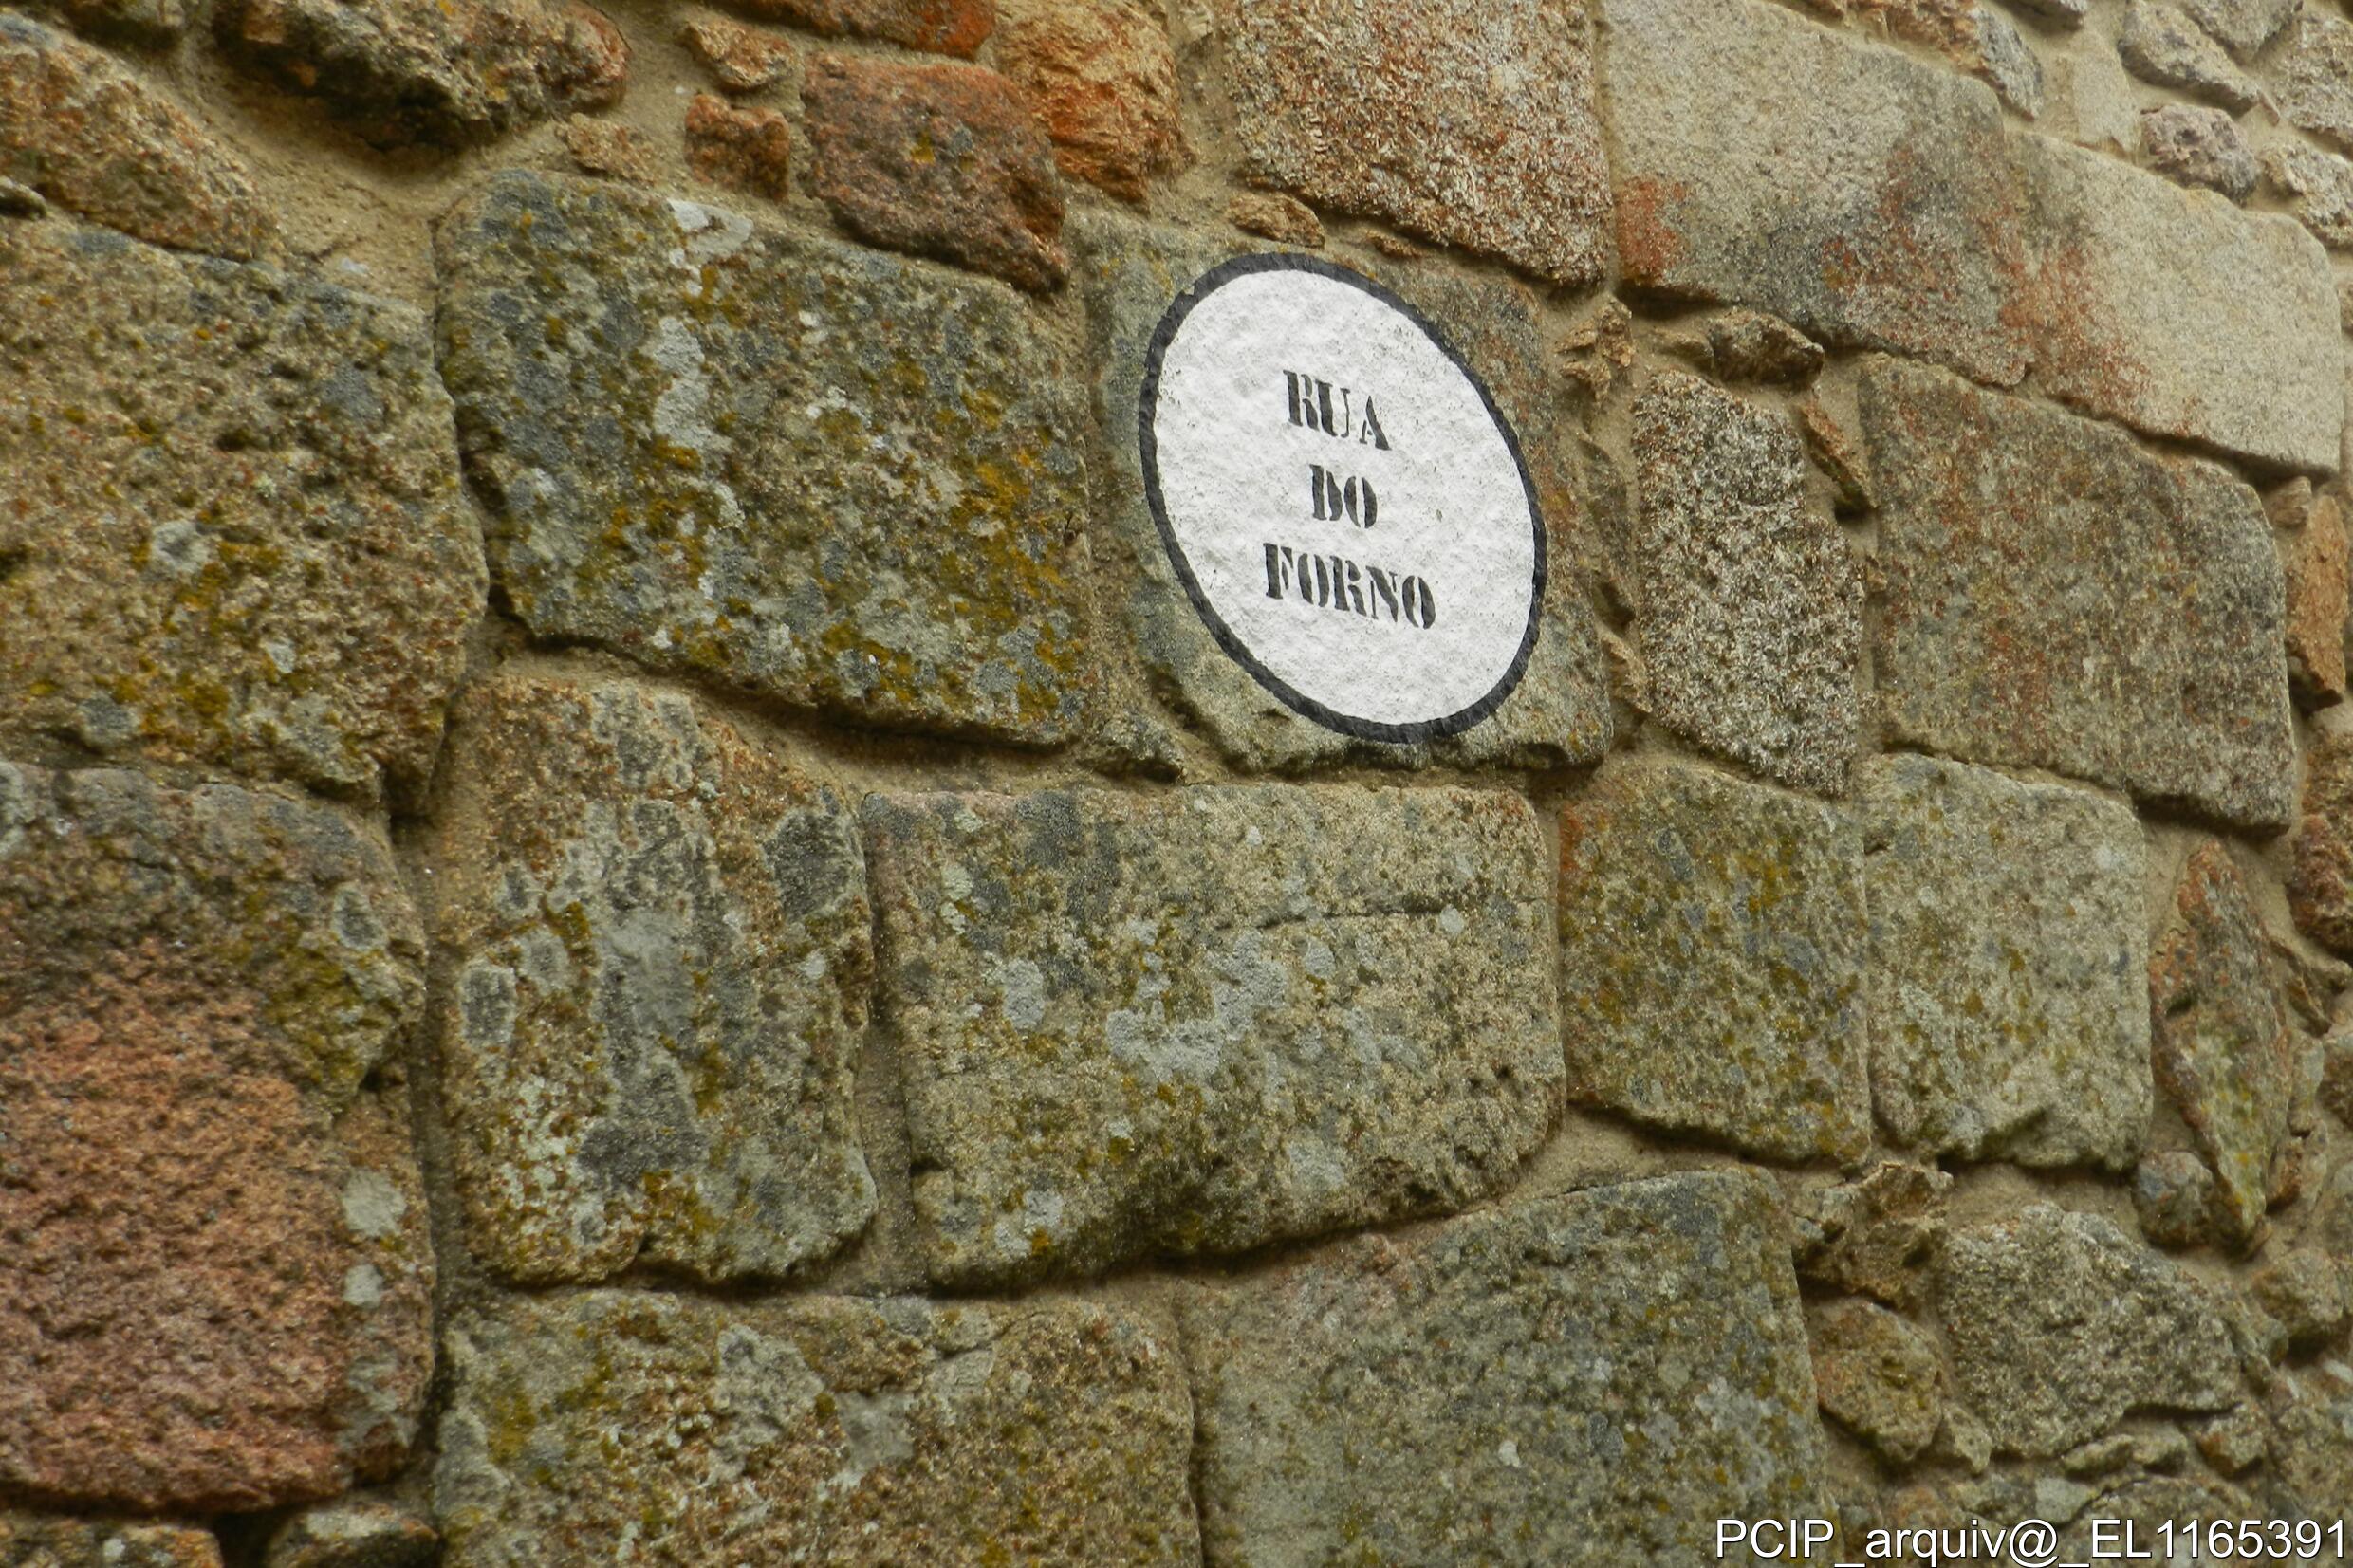 RUA
DO
FORNO
PCIP_arquiv@_EL1165391